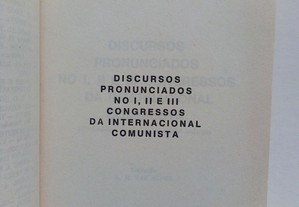 DISCURSOS
PRONUNCIADOS
NO I, II E III
CONGRESSOS
DA INTERNACIONAL
COMUNISTA